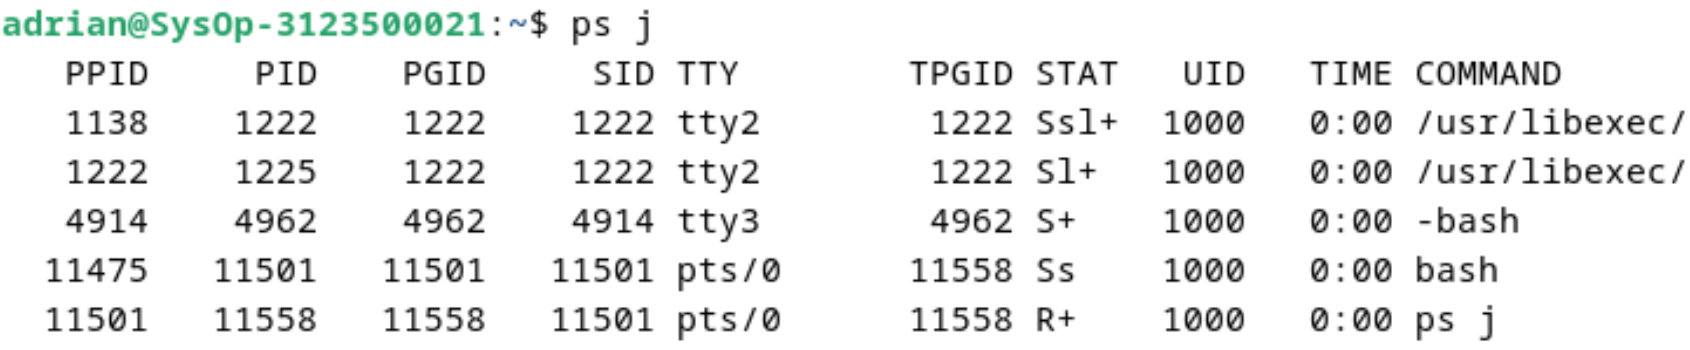 adrian@SysOp-3123500021:~$ ps j
PPID PID PGID SID TTY TPGID STAT UID TIME COMMAND
1138 1222 1222 1222 tty2 1222 Ssl+ 1000 0:00 /usr/libexec/
1222 1225 1222 1222 tty2 1222 Sl+ 1000 0:00 /usr/libexec/
4914 4962 4962 4914 tty3 4962 S+ 1000 0:00 -bash
11475 11501 11501 11501 pts/0 11558 Ss 1000 0:00 bash
11501 11558 11558 11501 pts/0 11558 R+ 1000 0:00 ps j